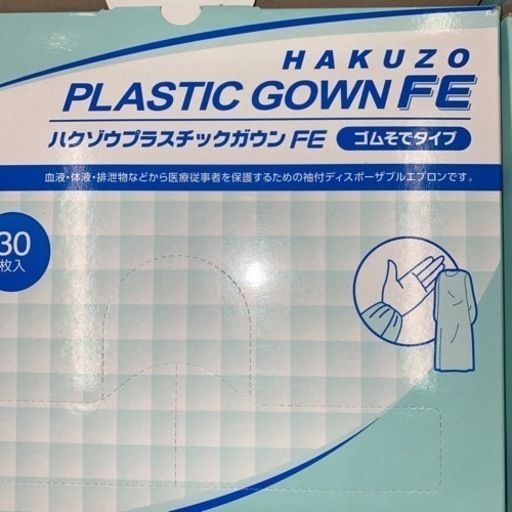 HAKUZO
PLASTIC GOWN FE
ハクゾウプラスチックガウン FE ゴムそでタイプ
血液・体液・排泄物などから医療従事者を保護するための袖付ディスポーザブルエプロンです。
30
枚入